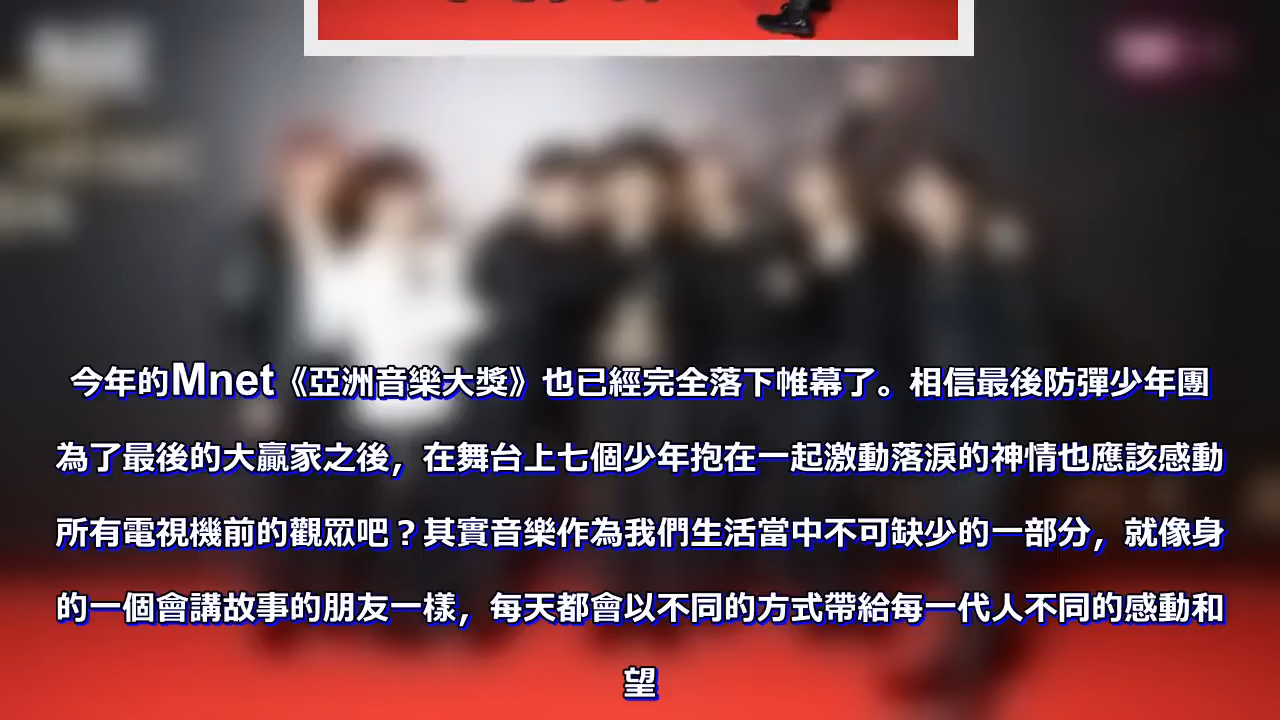 今年的Mnet《亞洲音樂大獎》也已經完全落下帷幕了。相信最後防彈少年團
為了最後的大贏家之後，在舞台上七個少年抱在一起激動落淚的神情也應該感動
所有電視機前的觀眾吧？其實音樂作為我們生活當中不可缺少的一部分，就像身
的一個會講故事的朋友一樣，每天都會以不同的方式帶給每一代人不同的感動和
望